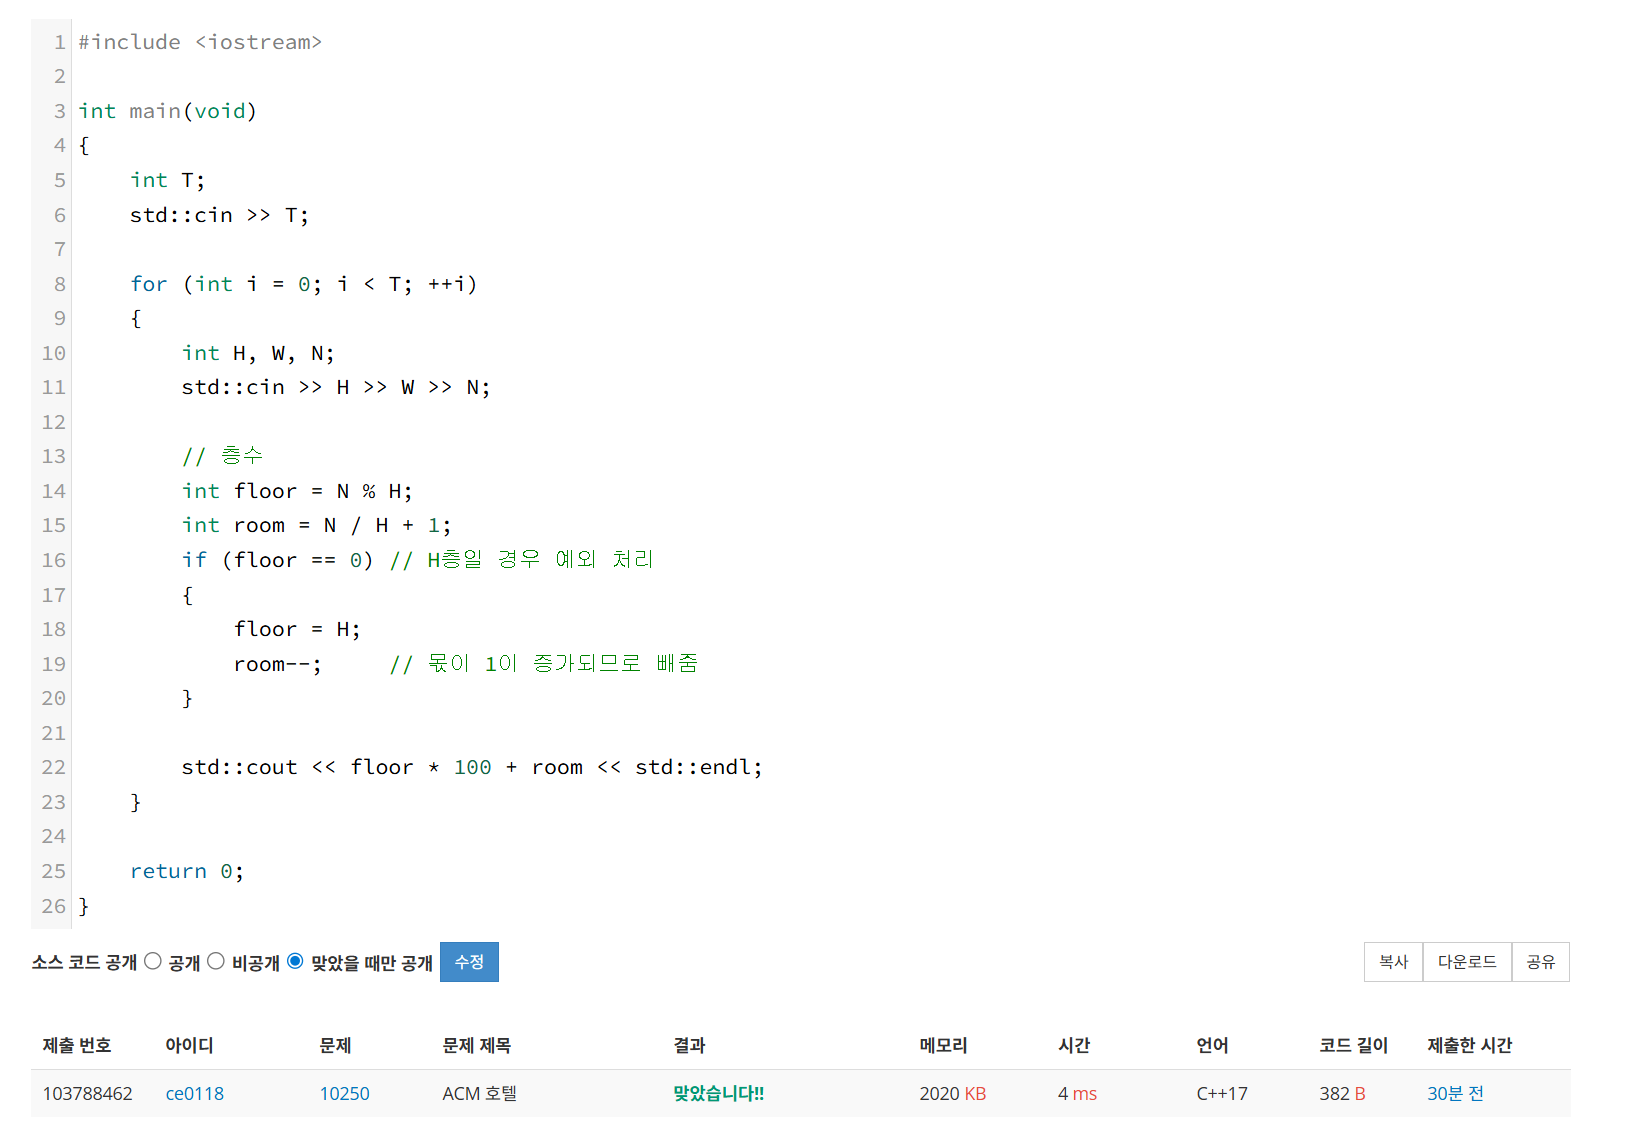 1 #include <iostream>
2
3 int main(void)
4 {
5     int T;
6     std::cin >> T;
7
8     for (int i = 0; i < T; ++i)
9     {
10         int H, W, N;
11         std::cin >> H >> W >> N;
12
13         // 층수
14         int floor = N % H;
15         int room = N / H + 1;
16         if (floor == 0) // H층일 경우 예외 처리
17         {
18             floor = H;
19             room--;     // 몫이 1이 증가되므로 빼줌
20         }
21
22         std::cout << floor * 100 + room << std::endl;
23     }
24
25     return 0;
26 }
소스 코드 공개 공개 비공개 맞았을 때만 공개 수정 복사 다운로드 공유
제출 번호 아이디 문제 문제 제목 결과 메모리 시간 언어 코드 길이 제출한 시간
103788462 ce0118 10250 ACM 호텔 맞았습니다!! 2020 KB 4 ms C++17 382 B 30분 전